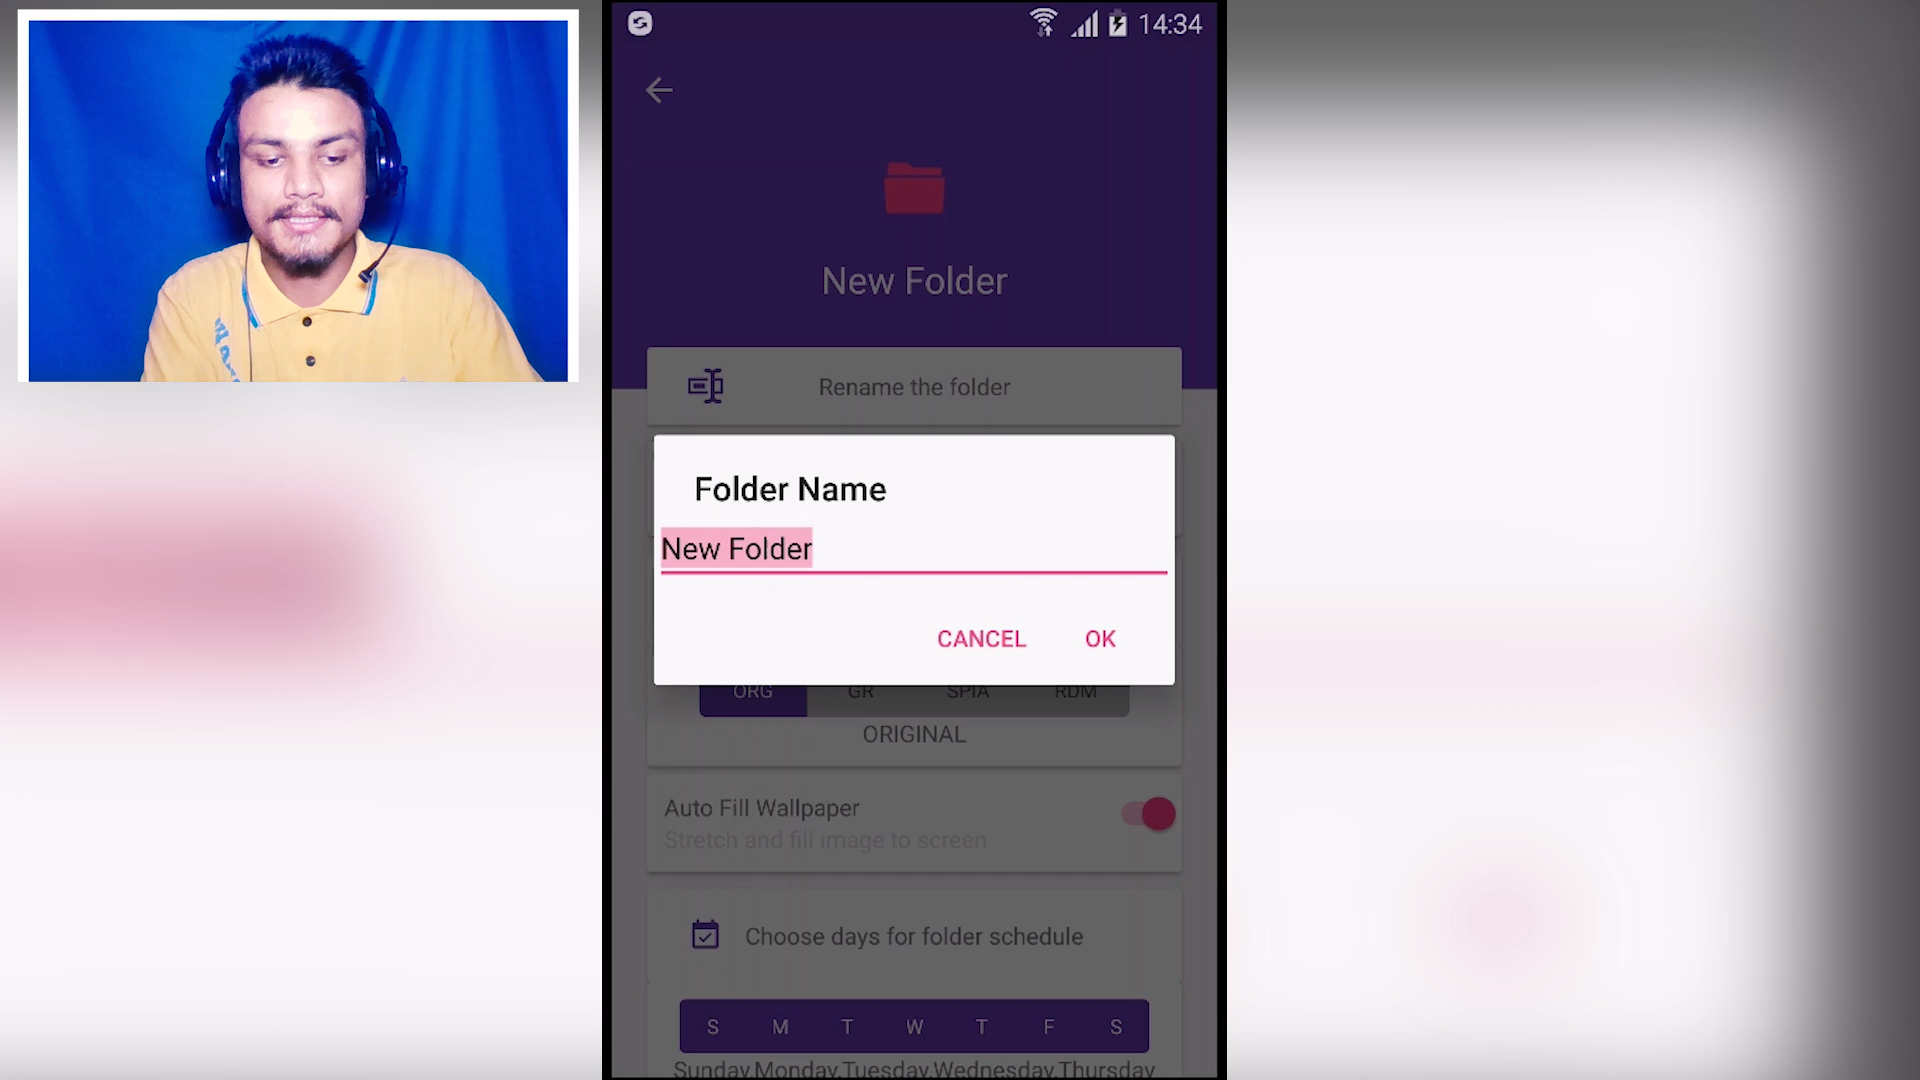 14:34
New Folder
Rename the folder
Folder Name
New Folder
CANCEL OK
ORG GR SPIA RDM
ORIGINAL
Auto Fill Wallpaper
Stretch and fill image to screen
Choose days for folder schedule
S M T W T F S
Sunday,Monday,Tuesday,Wednesday,Thursday